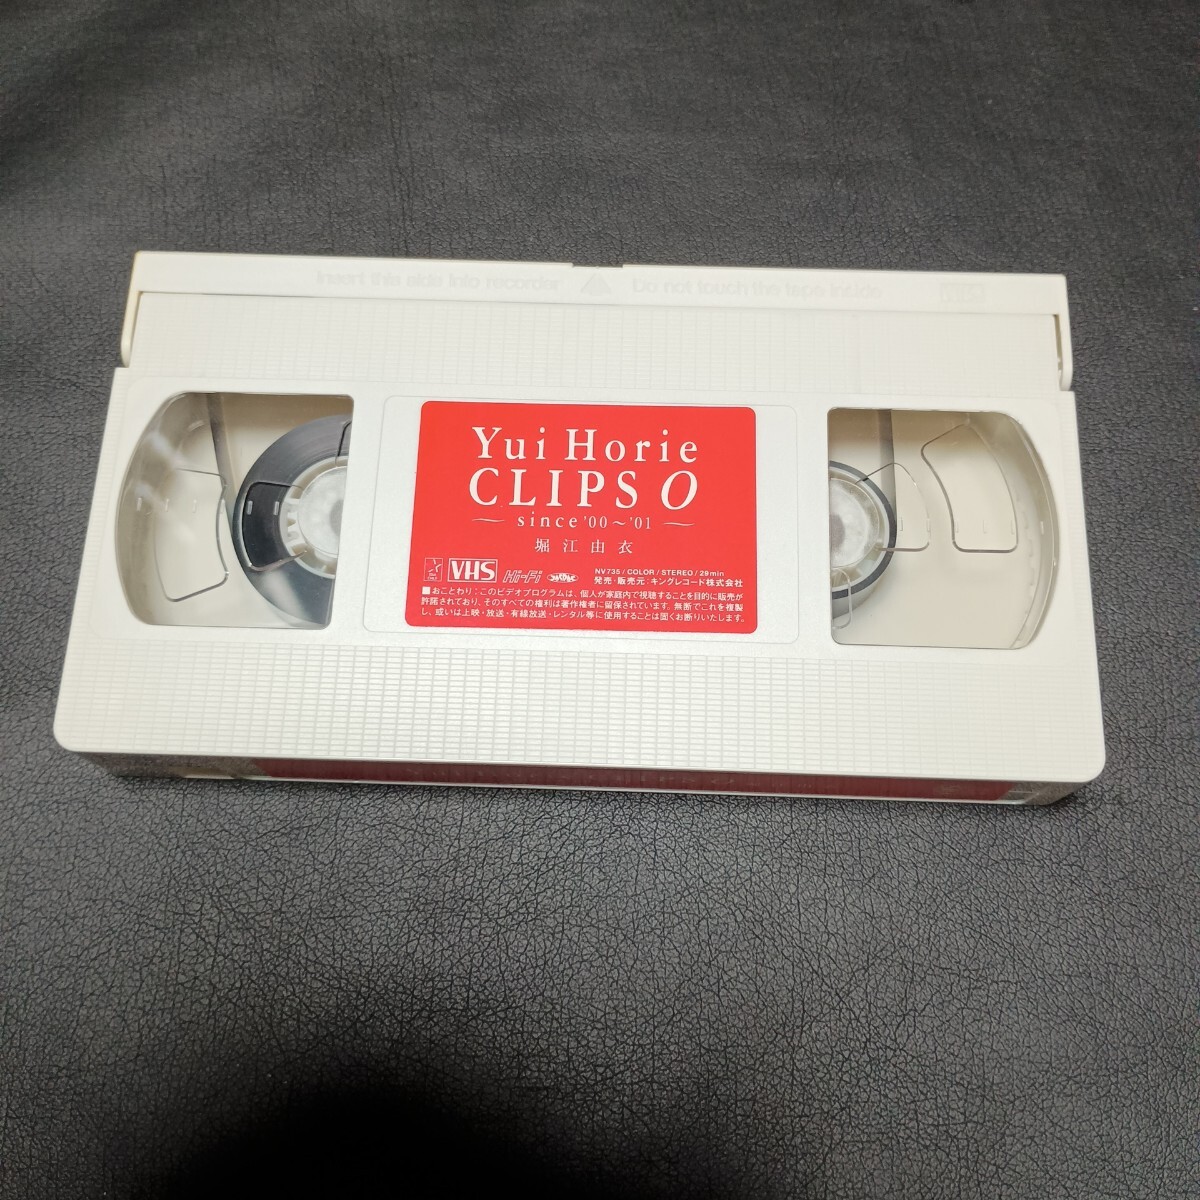 Insert this side into recorder Do not touch the tape inside VHS
Yui Horie
CLIPS 0
― since '00～'01 ―
堀江由衣
VHS Hi-Fi
NV735 / COLOR / STEREO / 29min
発売・販売元：キングレコード株式会社
■おことわり：このビデオプログラムは、個人が家庭内で視聴することを目的に販売が
許諾されており、そのすべての権利は著作権者に留保されています。無断でこれを複製
し、或いは上映・放送・有線放送・レンタル等に使用することは固くお断りいたします。